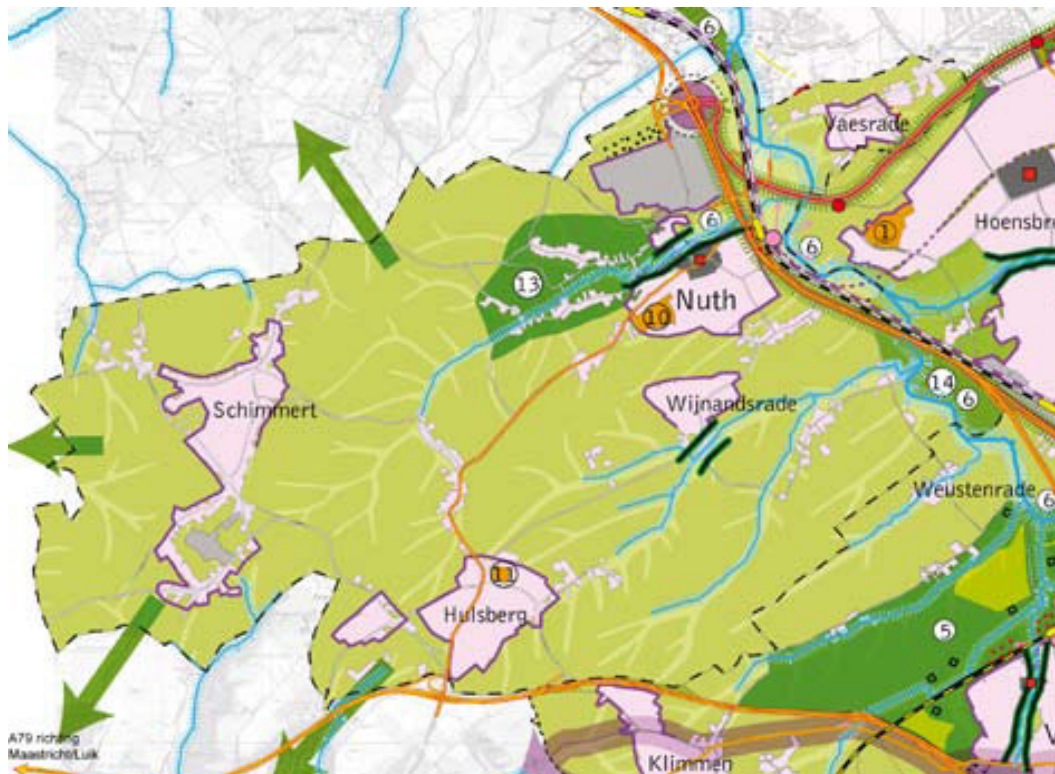 6
Vaesrade
1
Hoensbr
6
6
13
Nuth
10
14
6
Schimmert
Wijnandsrade
Weustenrade
6
11
Hulsberg
5
A79 richting
Maastricht/Luik
Klimmen